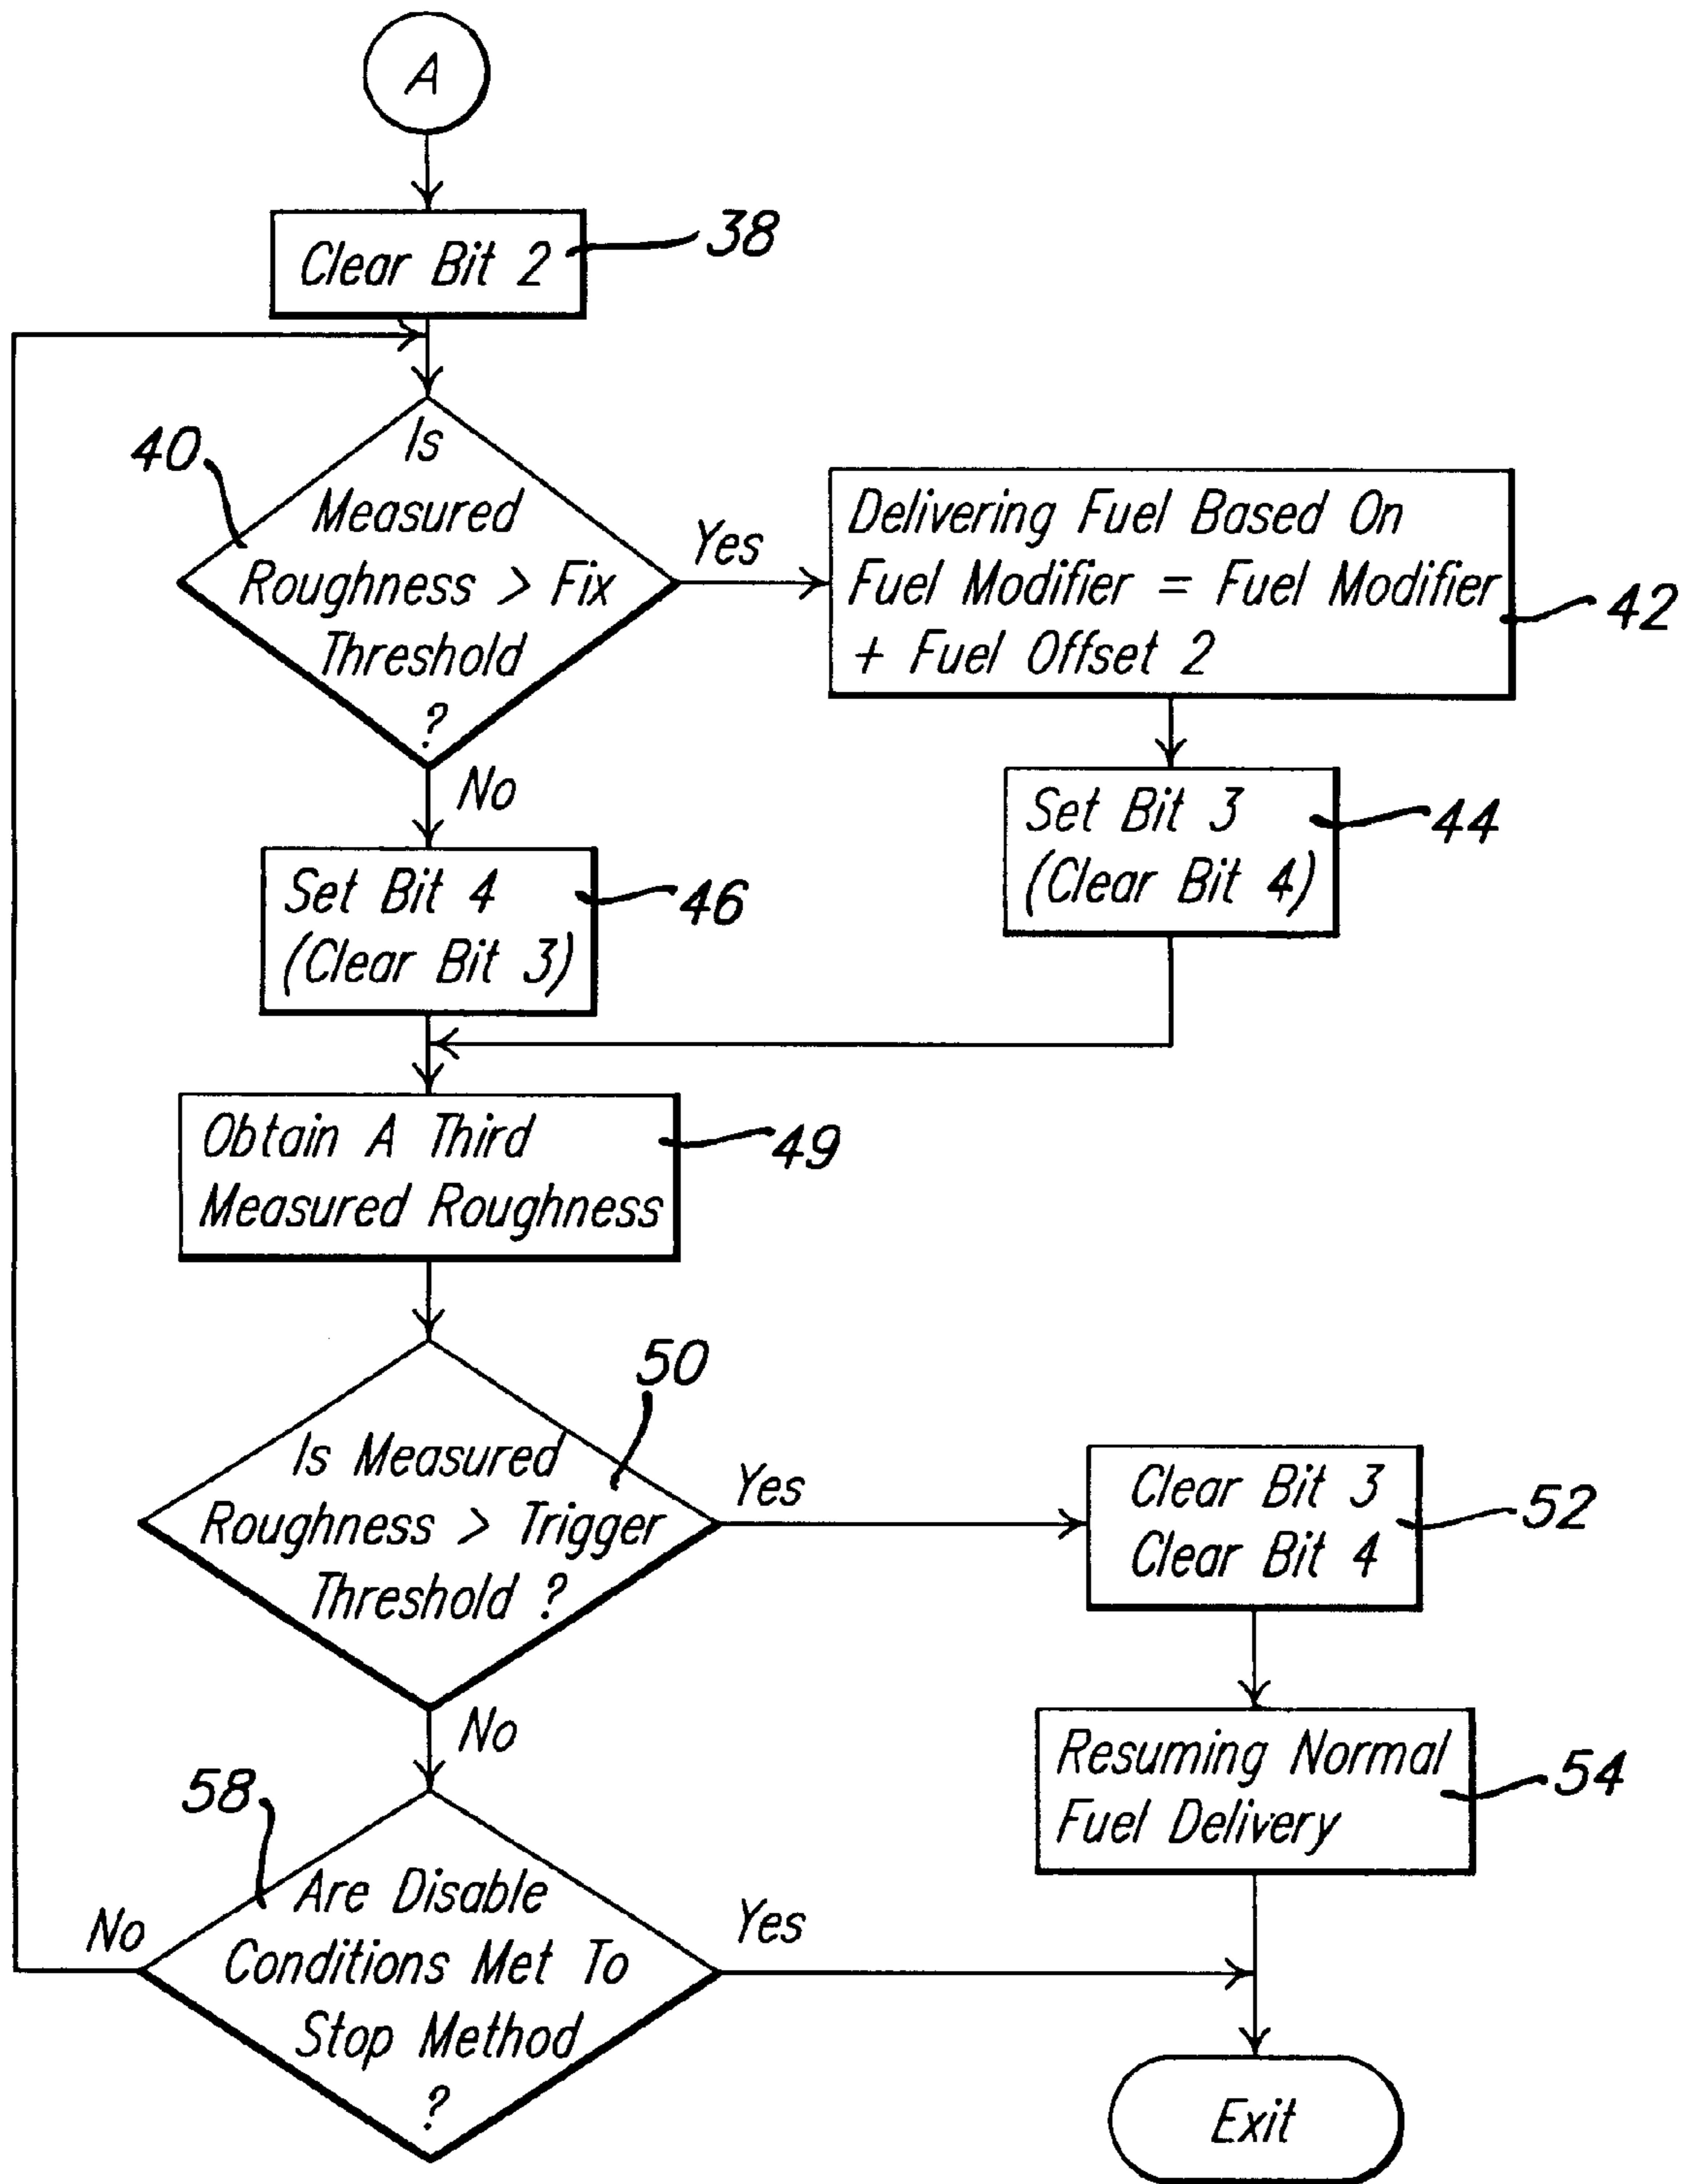 A
Clear Bit 2
38
Is
Measured
Roughness > Fix
Threshold
?
40
Yes
No
Delivering Fuel Based On
Fuel Modifier = Fuel Modifier
+ Fuel Offset 2
42
Set Bit 3
(Clear Bit 4)
44
Set Bit 4
(Clear Bit 3)
46
Obtain A Third
Measured Roughness
49
50
Is Measured
Roughness > Trigger
Threshold ?
Yes
No
Clear Bit 3
Clear Bit 4
52
Resuming Normal
Fuel Delivery
54
58
Are Disable
Conditions Met To
Stop Method
?
No
Yes
Exit